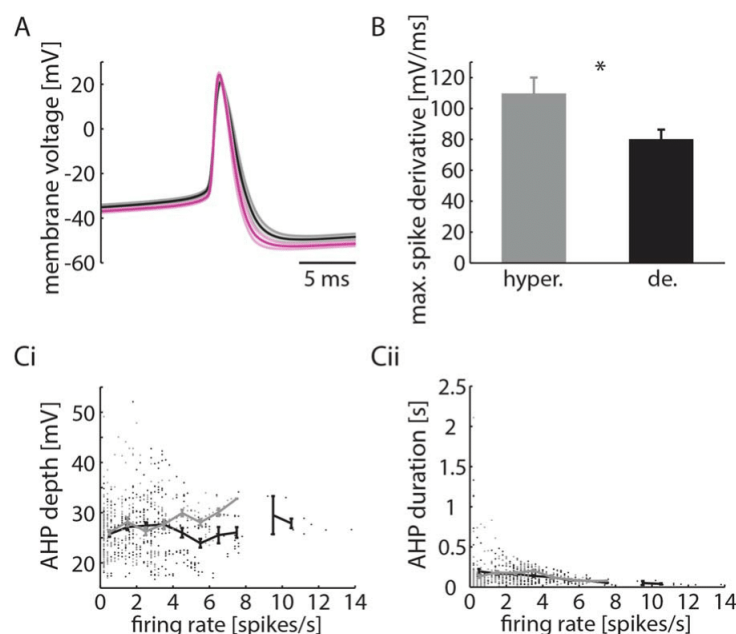 A
membrane voltage [mV]
20
0
-20
-40
-60
5 ms
B
max. spike derivative [mV/ms]
120
100
80
60
40
20
0
*
hyper.
de.
Ci
AHP depth [mV]
50
40
30
20
0 2 4 6 8 10 12 14
firing rate [spikes/s]
Cii
AHP duration [s]
2.5
2
1.5
1
0.5
0
0 2 4 6 8 10 12 14
firing rate [spikes/s]